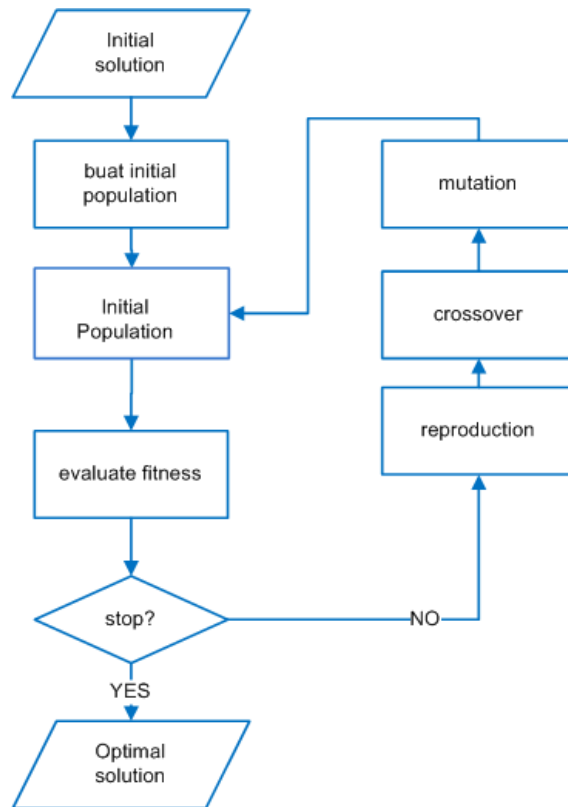 Initial
solution
buat initial
population
Initial
Population
evaluate fitness
stop?
YES
Optimal
solution
NO
reproduction
crossover
mutation